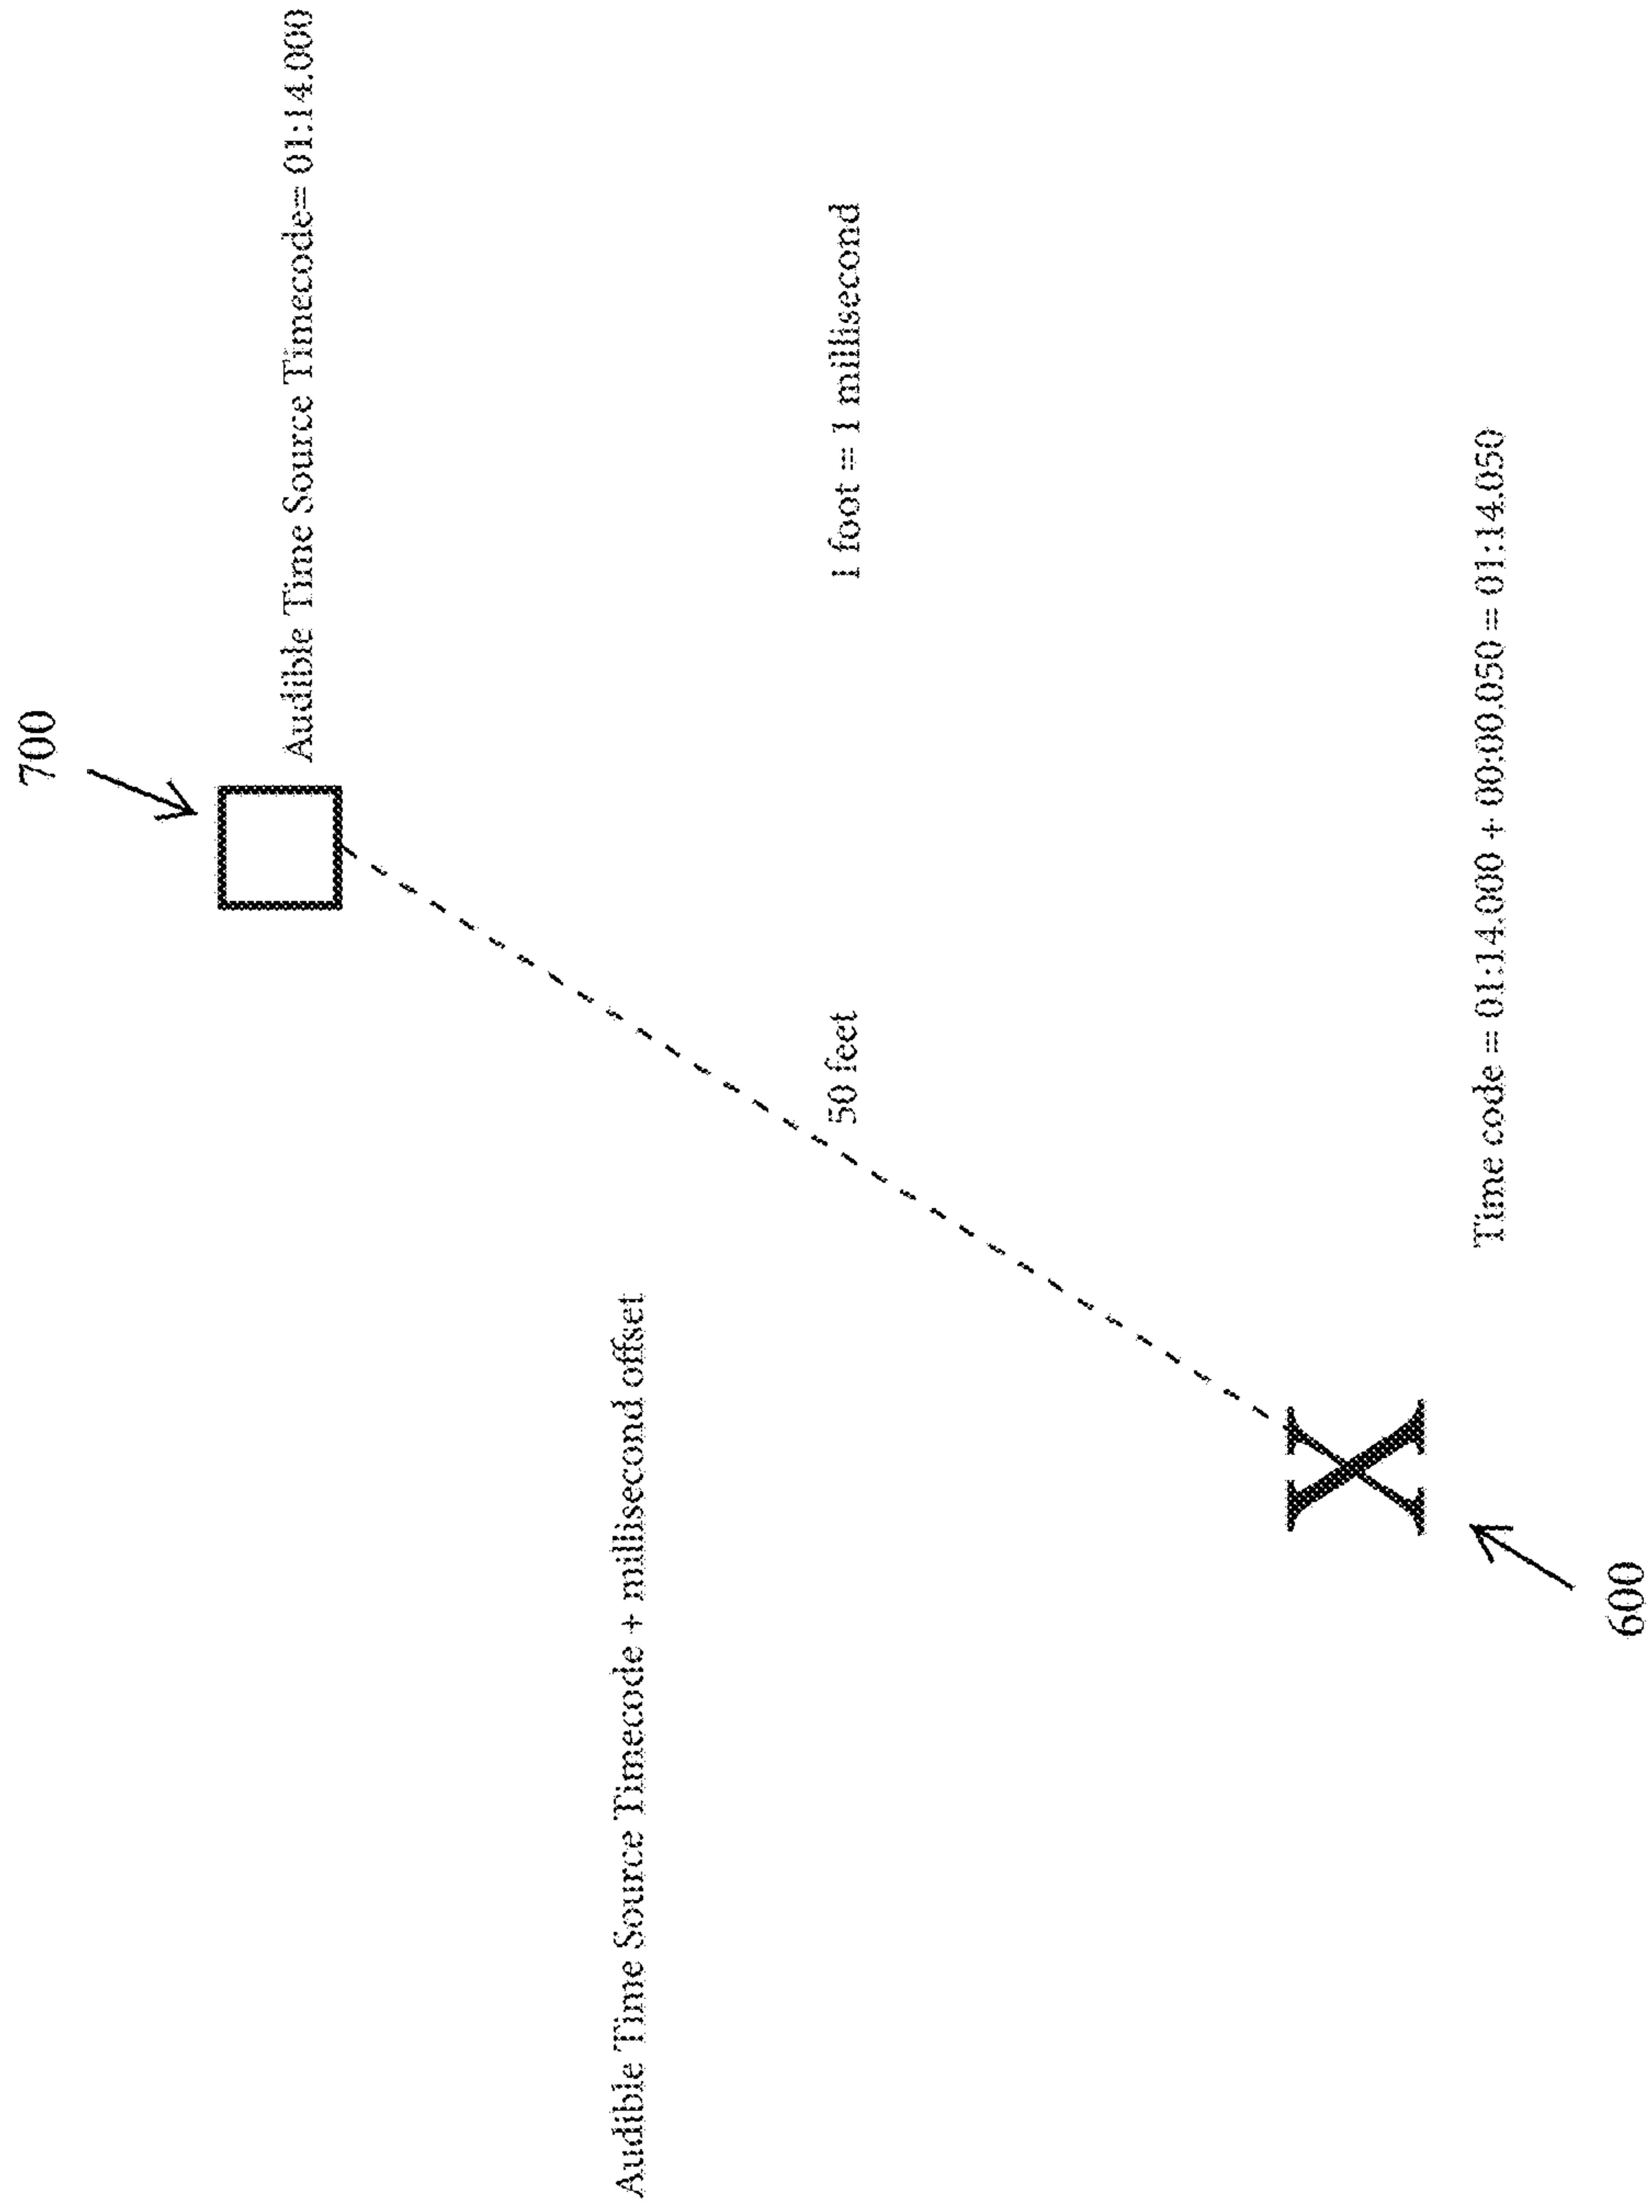 700
Audible Time Source Timecode= 01:14.000
Audible Time Source Timecode + millisecond offset
50 feet
1 foot = 1 millisecond
Time code = 01:14.000 + 00:00.050 = 01:14.050
600